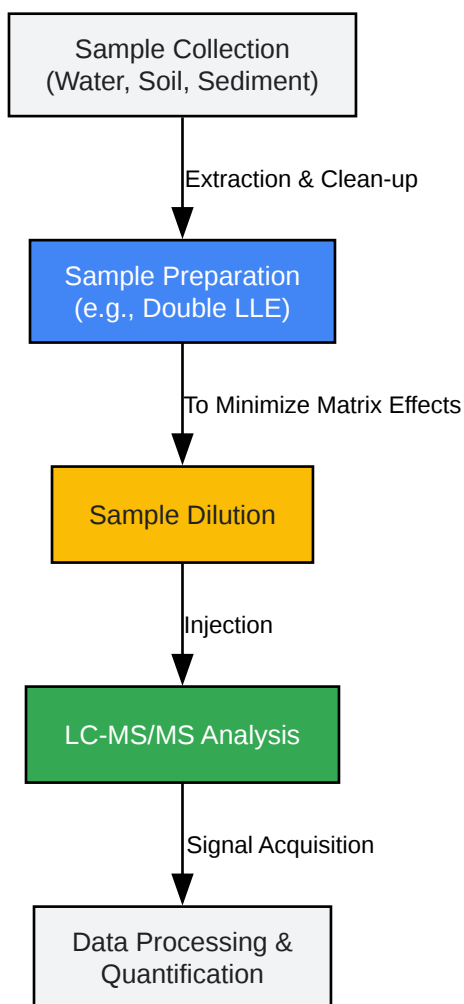 Sample Collection
(Water, Soil, Sediment)
Extraction & Clean-up
Sample Preparation
(e.g., Double LLE)
To Minimize Matrix Effects
Sample Dilution
Injection
LC-MS/MS Analysis
Signal Acquisition
Data Processing &
Quantification